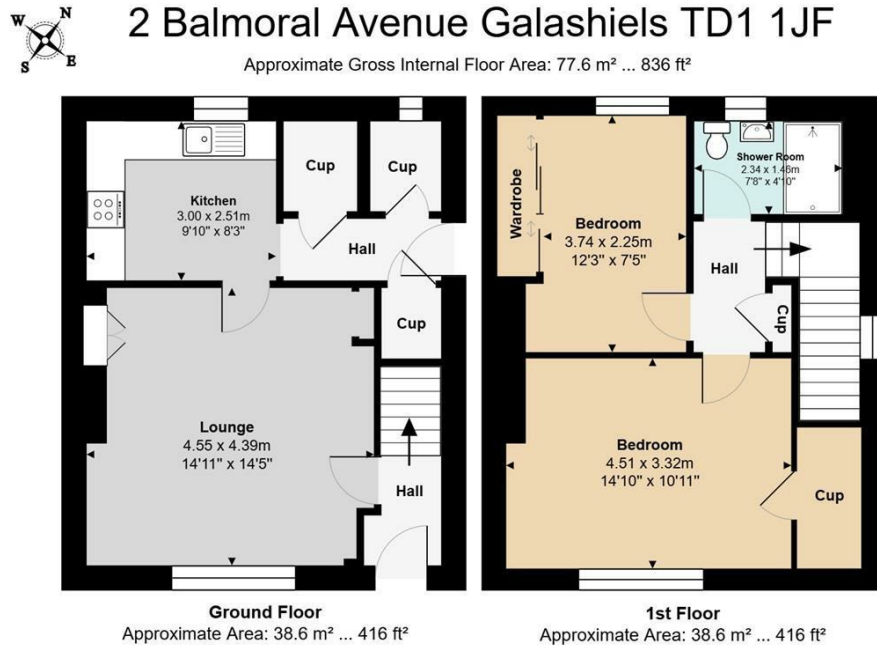 2 Balmoral Avenue Galashiels TD1 1JF
Approximate Gross Internal Floor Area: 77.6 m² ... 836 ft²
W
N
S
E
Kitchen
3.00 x 2.51m
9'10" x 8'3"
Cup
Cup
Hall
Cup
Lounge
4.55 x 4.39m
14'11" x 14'5"
Hall
Ground Floor
Approximate Area: 38.6 m² ... 416 ft²
Wardrobe
Bedroom
3.74 x 2.25m
12'3" x 7'5"
Shower Room
2.34 x 1.46m
7'8" x 4'10"
Hall
Cup
Bedroom
4.51 x 3.32m
14'10" x 10'11"
Cup
1st Floor
Approximate Area: 38.6 m² ... 416 ft²